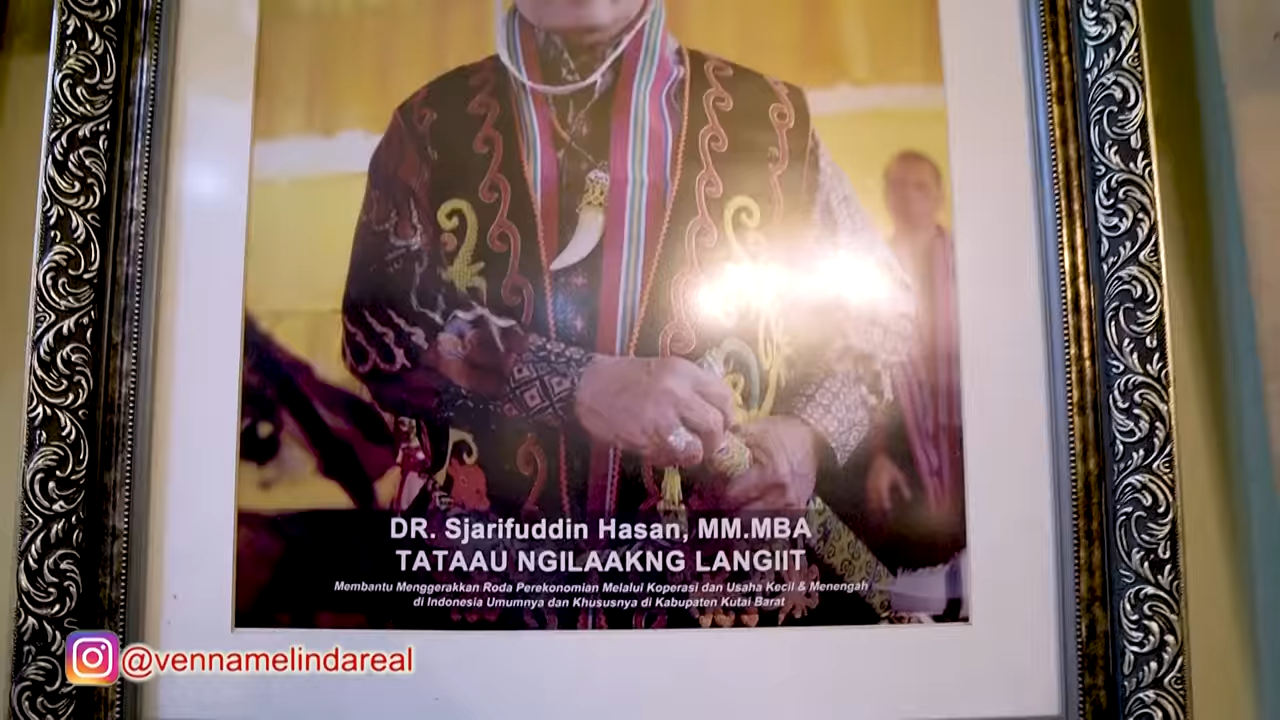 DR. Sjarifuddin Hasan, MM.MBA
TATAAU NGILAAKNG LANGIIT
Membantu Menggerakkan Roda Perekonomian Melalui Koperasi dan Usaha Kecil & Menengah
di Indonesia Umumnya dan Khususnya di Kabupaten Kutai Barat
@vennamelindareal